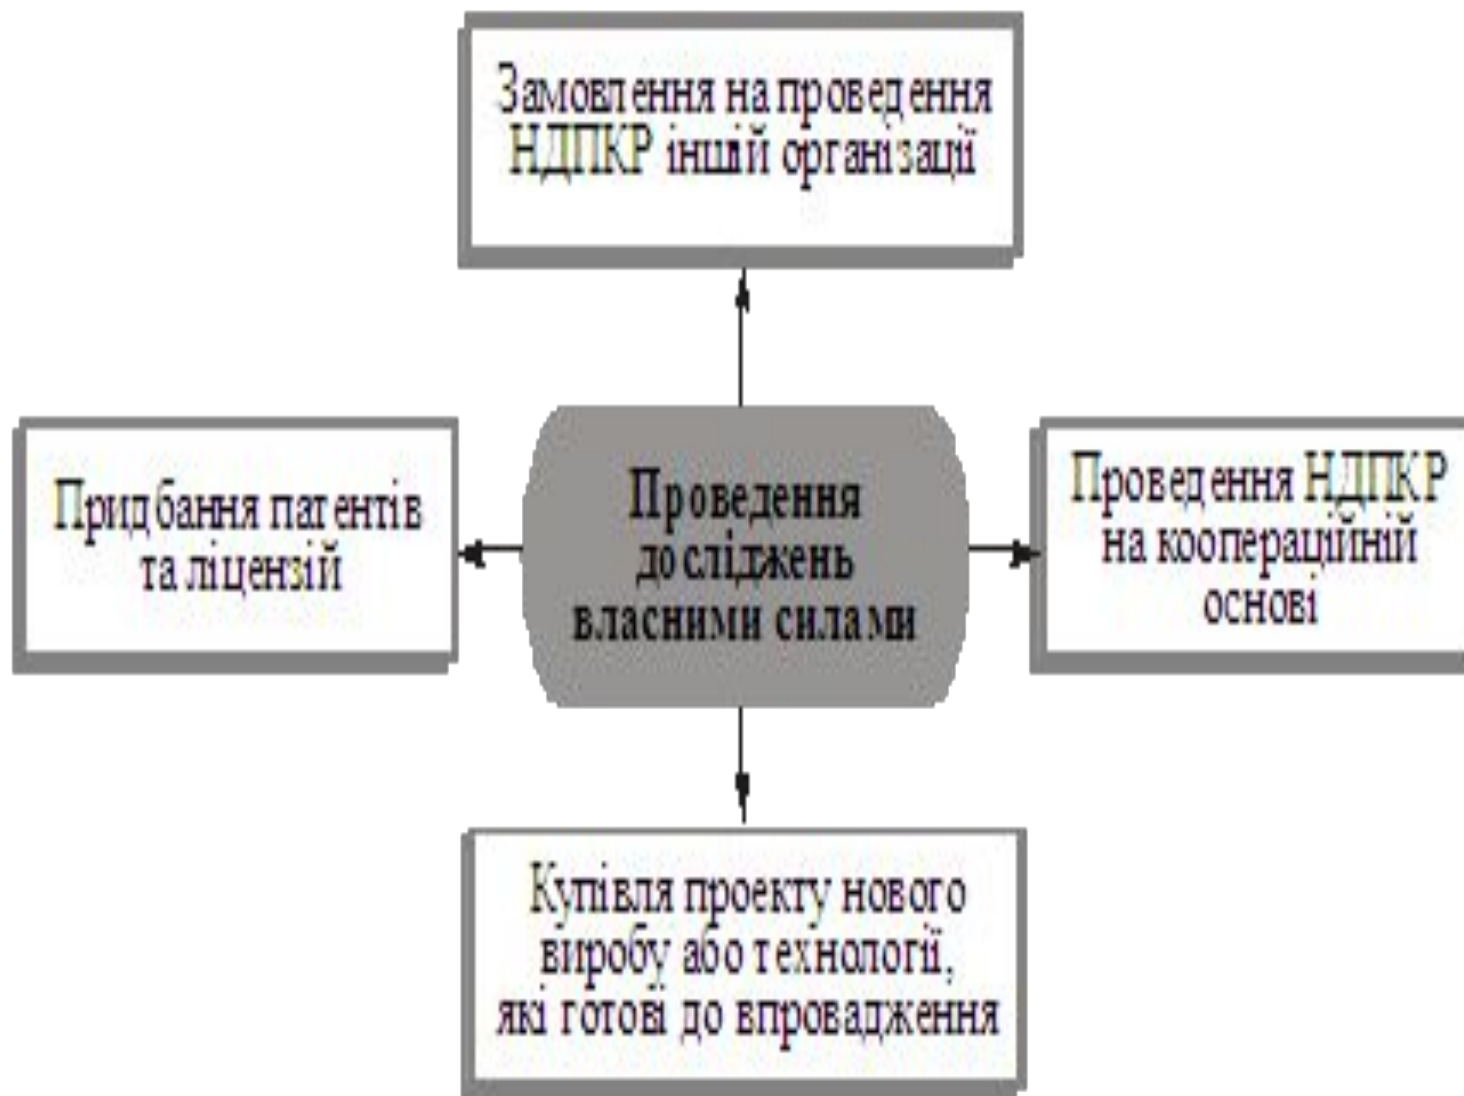 Замовлення на проведення
НДПКР іншій організації
Придбання патентів
та ліцензій
Проведення
досліджень
власними силами
Проведення НДПКР
на коопераційній
основі
Купівля проекту нового
виробу або технології,
які готові до впровадження